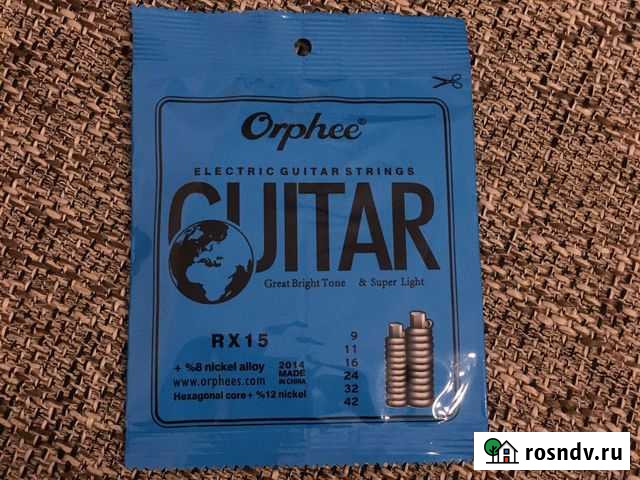 Orphee®
ELECTRIC GUITAR STRINGS
GUITAR
Great Bright Tone & Super Light
RX15
+ %8 nickel alloy
www.orphees.com
Hexagonal core + %12 nickel
2014
MADE
IN CHINA
9
11
16
24
32
42
rosndv.ru